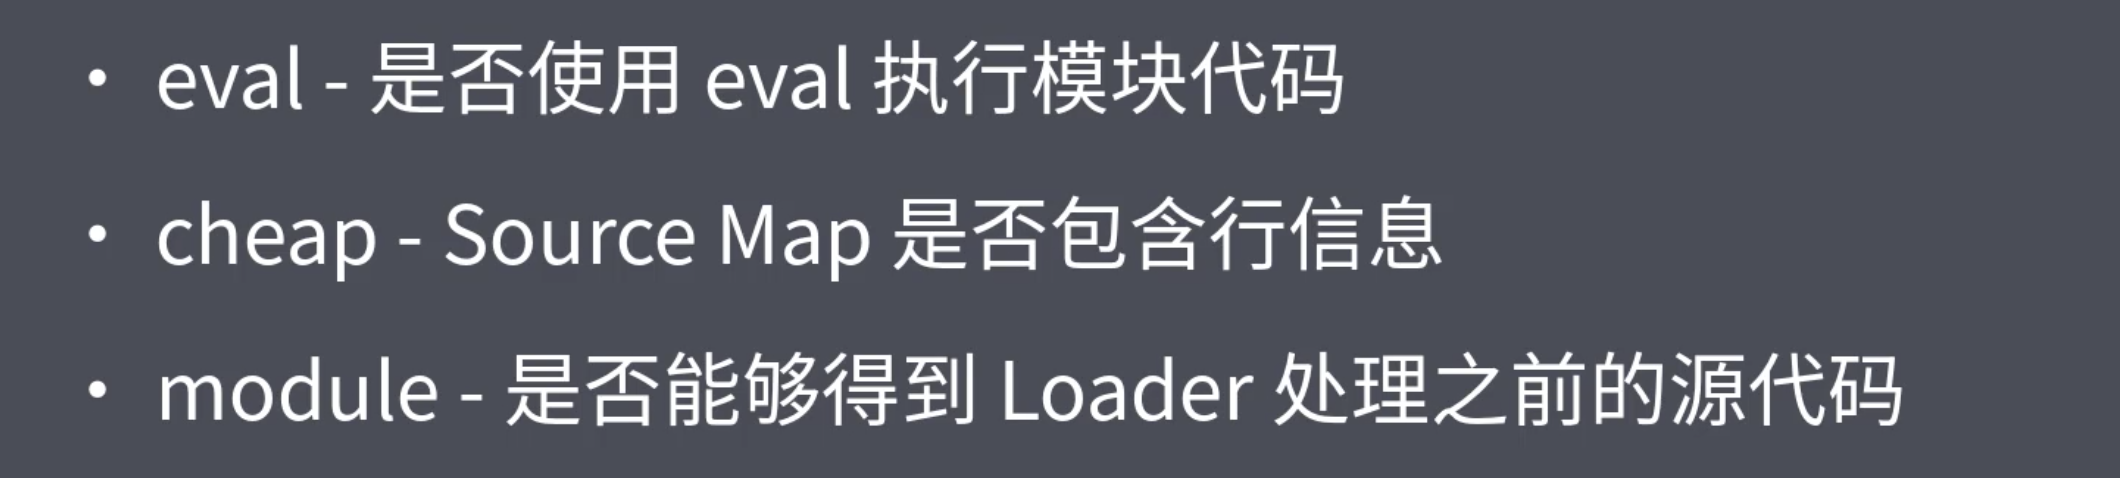 • eval - 是否使用 eval 执行模块代码
• cheap - Source Map 是否包含行信息
• module - 是否能够得到 Loader 处理之前的源代码